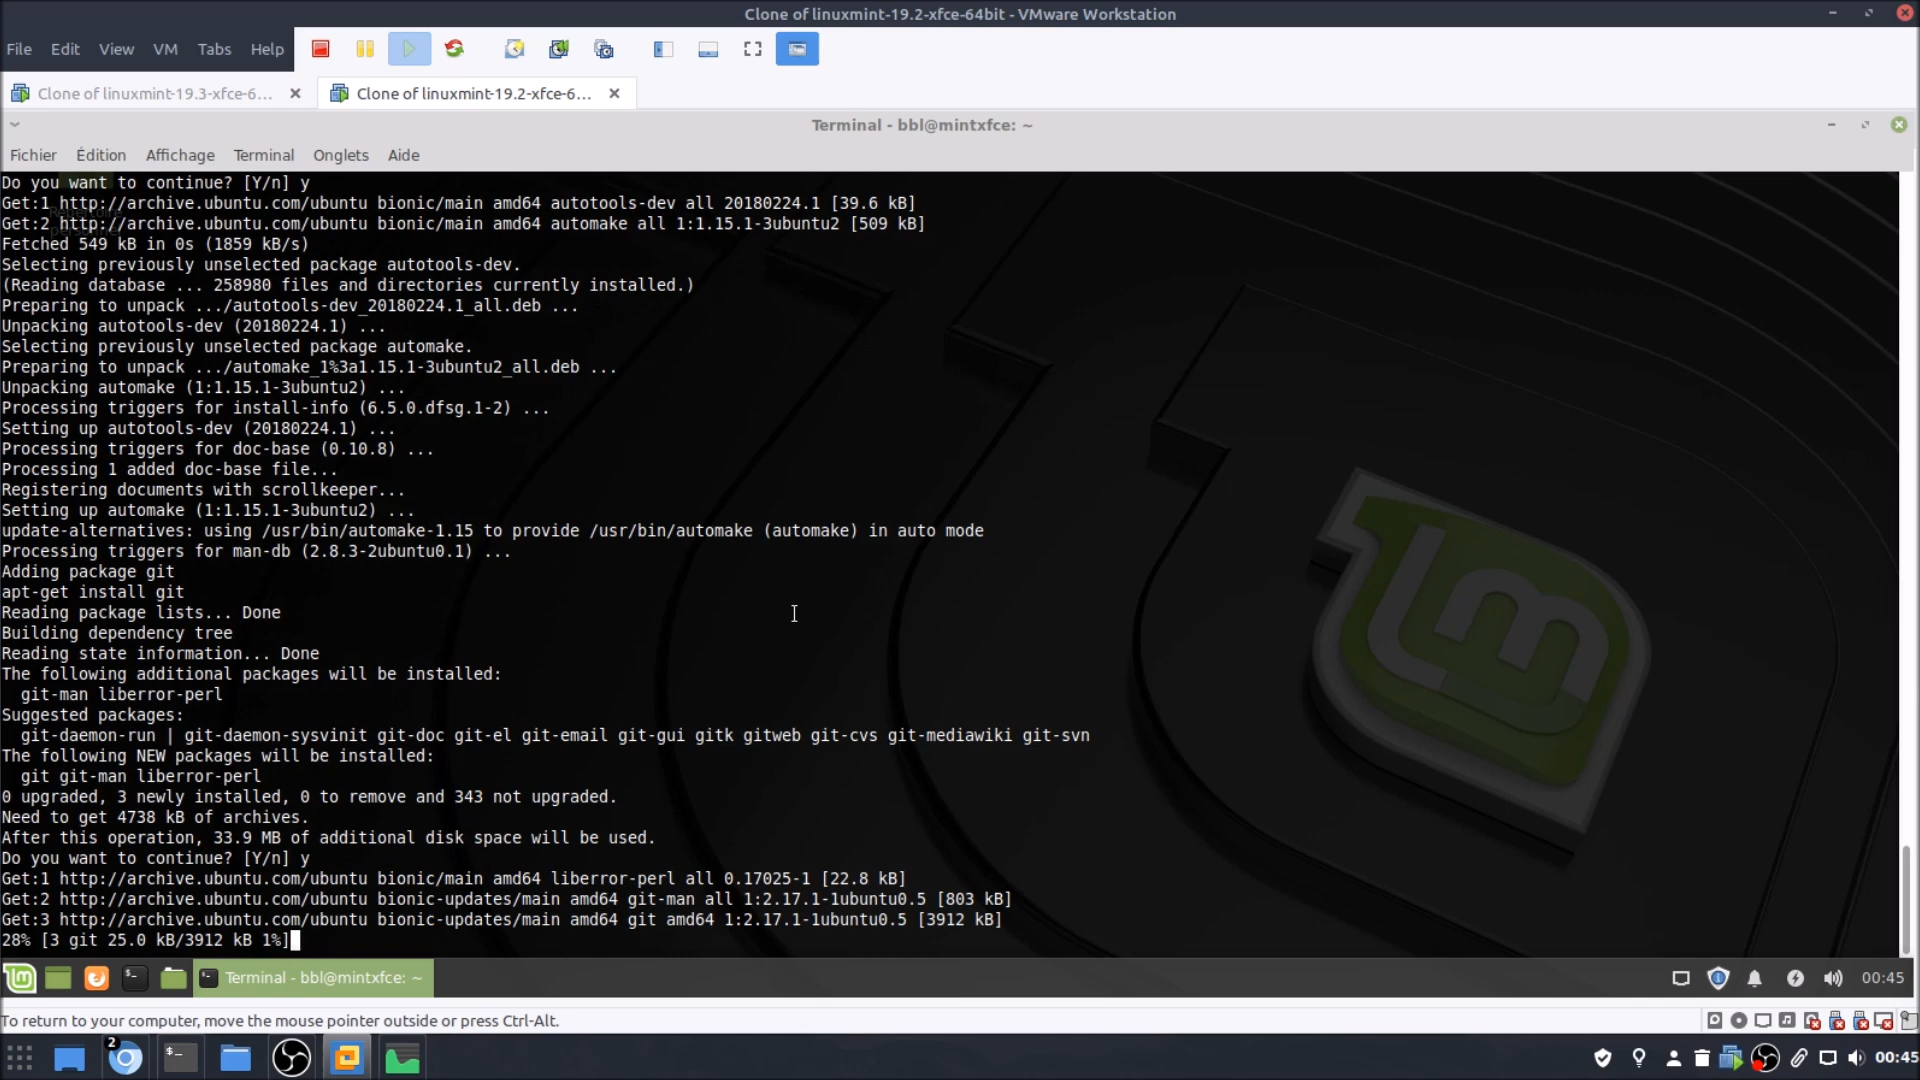 Clone of linuxmint-19.2-xfce-64bit - VMware Workstation
File Edit View VM Tabs Help
Clone of linuxmint-19.3-xfce-6... Clone of linuxmint-19.2-xfce-6...
Terminal - bbl@mintxfce: ~
Fichier Édition Affichage Terminal Onglets Aide
Do you want to continue? [Y/n] y
Get:1 http://archive.ubuntu.com/ubuntu bionic/main amd64 autotools-dev all 20180224.1 [39.6 kB]
Get:2 http://archive.ubuntu.com/ubuntu bionic/main amd64 automake all 1:1.15.1-3ubuntu2 [509 kB]
Fetched 549 kB in 0s (1859 kB/s)
Selecting previously unselected package autotools-dev.
(Reading database ... 258980 files and directories currently installed.)
Preparing to unpack .../autotools-dev_20180224.1_all.deb ...
Unpacking autotools-dev (20180224.1) ...
Selecting previously unselected package automake.
Preparing to unpack .../automake_1%3a1.15.1-3ubuntu2_all.deb ...
Unpacking automake (1:1.15.1-3ubuntu2) ...
Processing triggers for install-info (6.5.0.dfsg.1-2) ...
Setting up autotools-dev (20180224.1) ...
Processing triggers for doc-base (0.10.8) ...
Processing 1 added doc-base file...
Registering documents with scrollkeeper...
Setting up automake (1:1.15.1-3ubuntu2) ...
update-alternatives: using /usr/bin/automake-1.15 to provide /usr/bin/automake (automake) in auto mode
Processing triggers for man-db (2.8.3-2ubuntu0.1) ...
Adding package git
apt-get install git
Reading package lists... Done
Building dependency tree
Reading state information... Done
The following additional packages will be installed:
git-man liberror-perl
Suggested packages:
git-daemon-run | git-daemon-sysvinit git-doc git-el git-email git-gui gitk gitweb git-cvs git-mediawiki git-svn
The following NEW packages will be installed:
git git-man liberror-perl
0 upgraded, 3 newly installed, 0 to remove and 343 not upgraded.
Need to get 4738 kB of archives.
After this operation, 33.9 MB of additional disk space will be used.
Do you want to continue? [Y/n] y
Get:1 http://archive.ubuntu.com/ubuntu bionic/main amd64 liberror-perl all 0.17025-1 [22.8 kB]
Get:2 http://archive.ubuntu.com/ubuntu bionic-updates/main amd64 git-man all 1:2.17.1-1ubuntu0.5 [803 kB]
Get:3 http://archive.ubuntu.com/ubuntu bionic-updates/main amd64 git amd64 1:2.17.1-1ubuntu0.5 [3912 kB]
28% [3 git 25.0 kB/3912 kB 1%]
Terminal - bbl@mintxfce: ~ 00:45
To return to your computer, move the mouse pointer outside or press Ctrl-Alt.
2 00:45